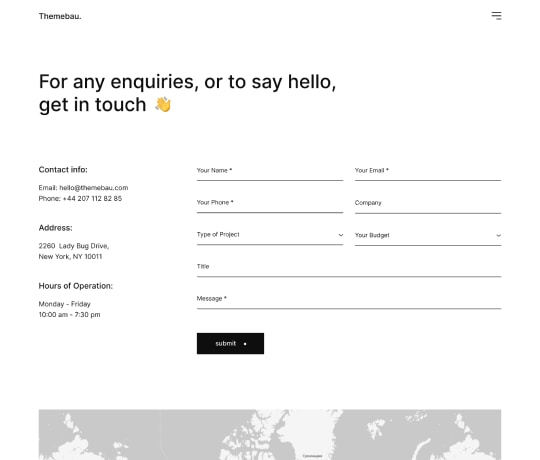 Themebau.
For any enquiries, or to say hello,
get in touch 👋
Contact info:
Email: hello@themebau.com
Phone: +44 207 112 82 85
Address:
2260 Lady Bug Drive,
New York, NY 10011
Hours of Operation:
Monday - Friday
10:00 am - 7:30 pm
Your Name *
Your Email *
Your Phone *
Company
Type of Project
Your Budget
Title
Message *
submit